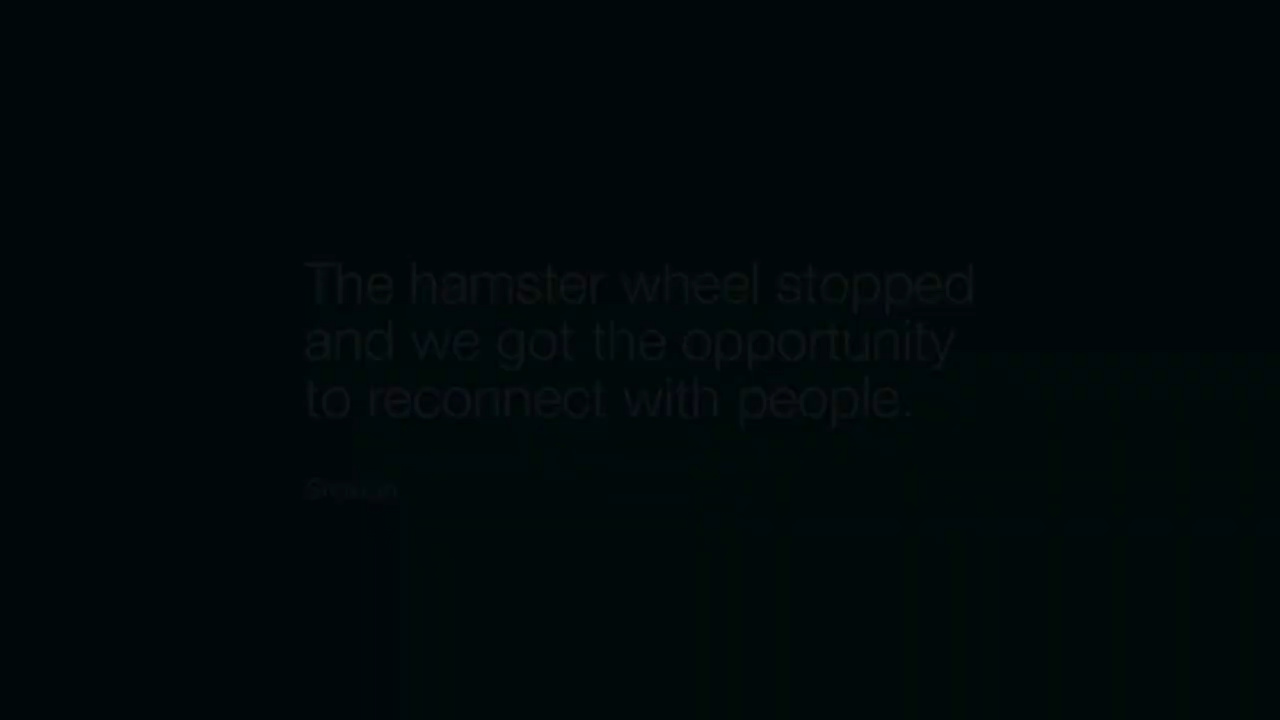 The hamster wheel stopped
and we got the opportunity
to reconnect with people.